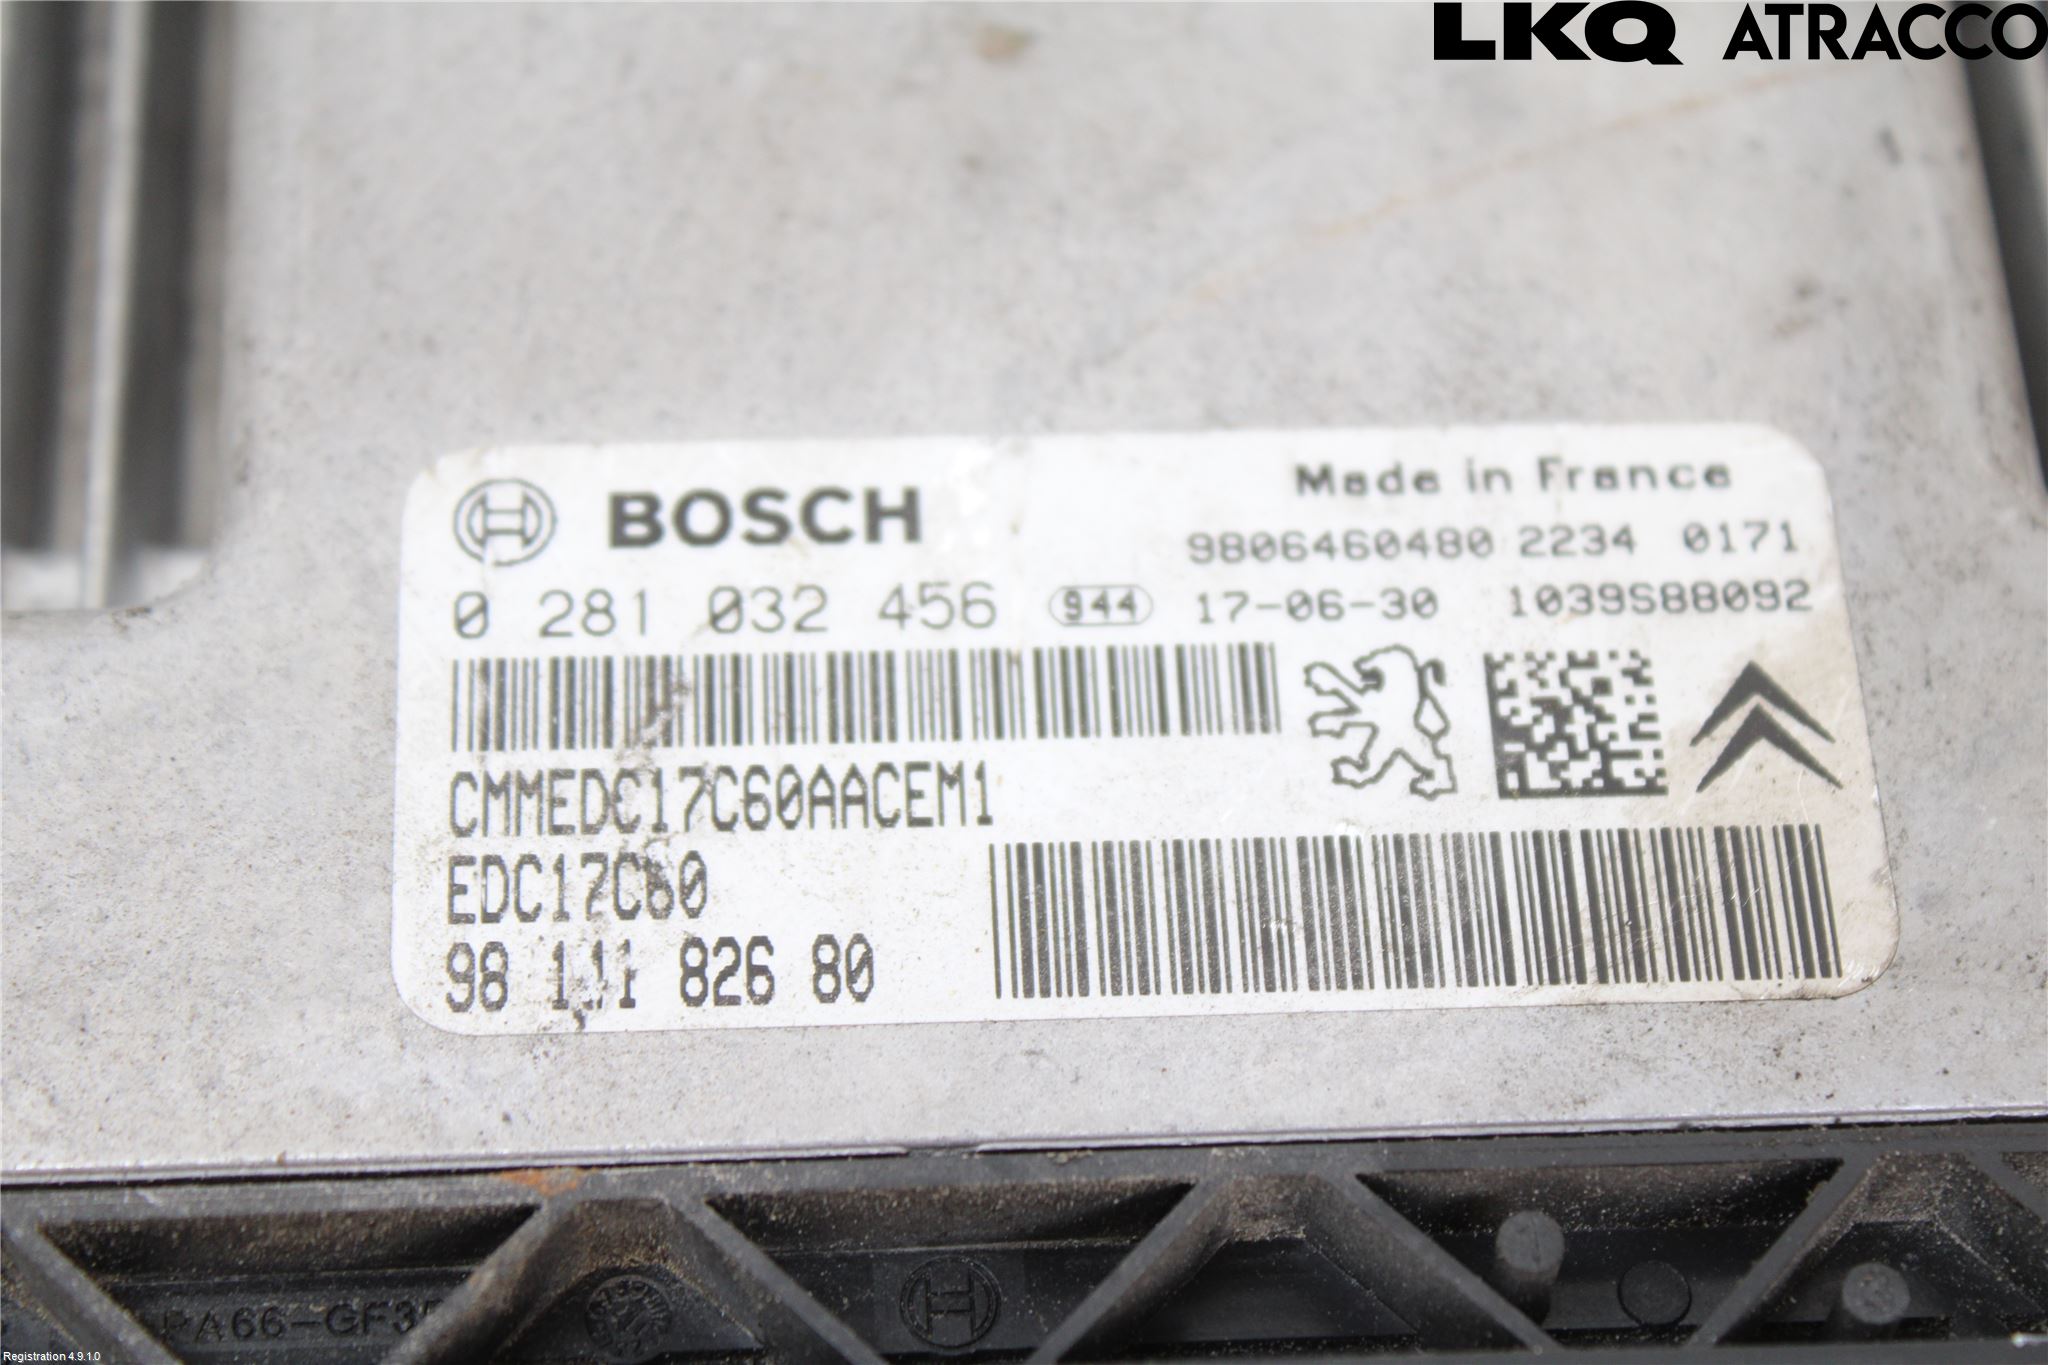 LKQ ATRACCO
BOSCH
Made in France
9806460480 2234 0171
0 281 032 456 944 17-06-30 1039S88092
CMMEDC17C60AACEM1
EDC17C60
98 111 826 80
PA66-GF35
Registration 4.9.1.0